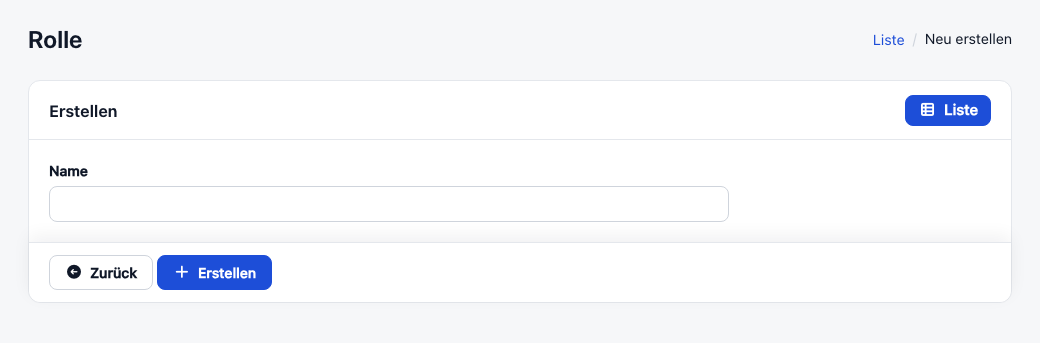 Rolle
Liste / Neu erstellen
Erstellen
Liste
Name
Zurück
Erstellen